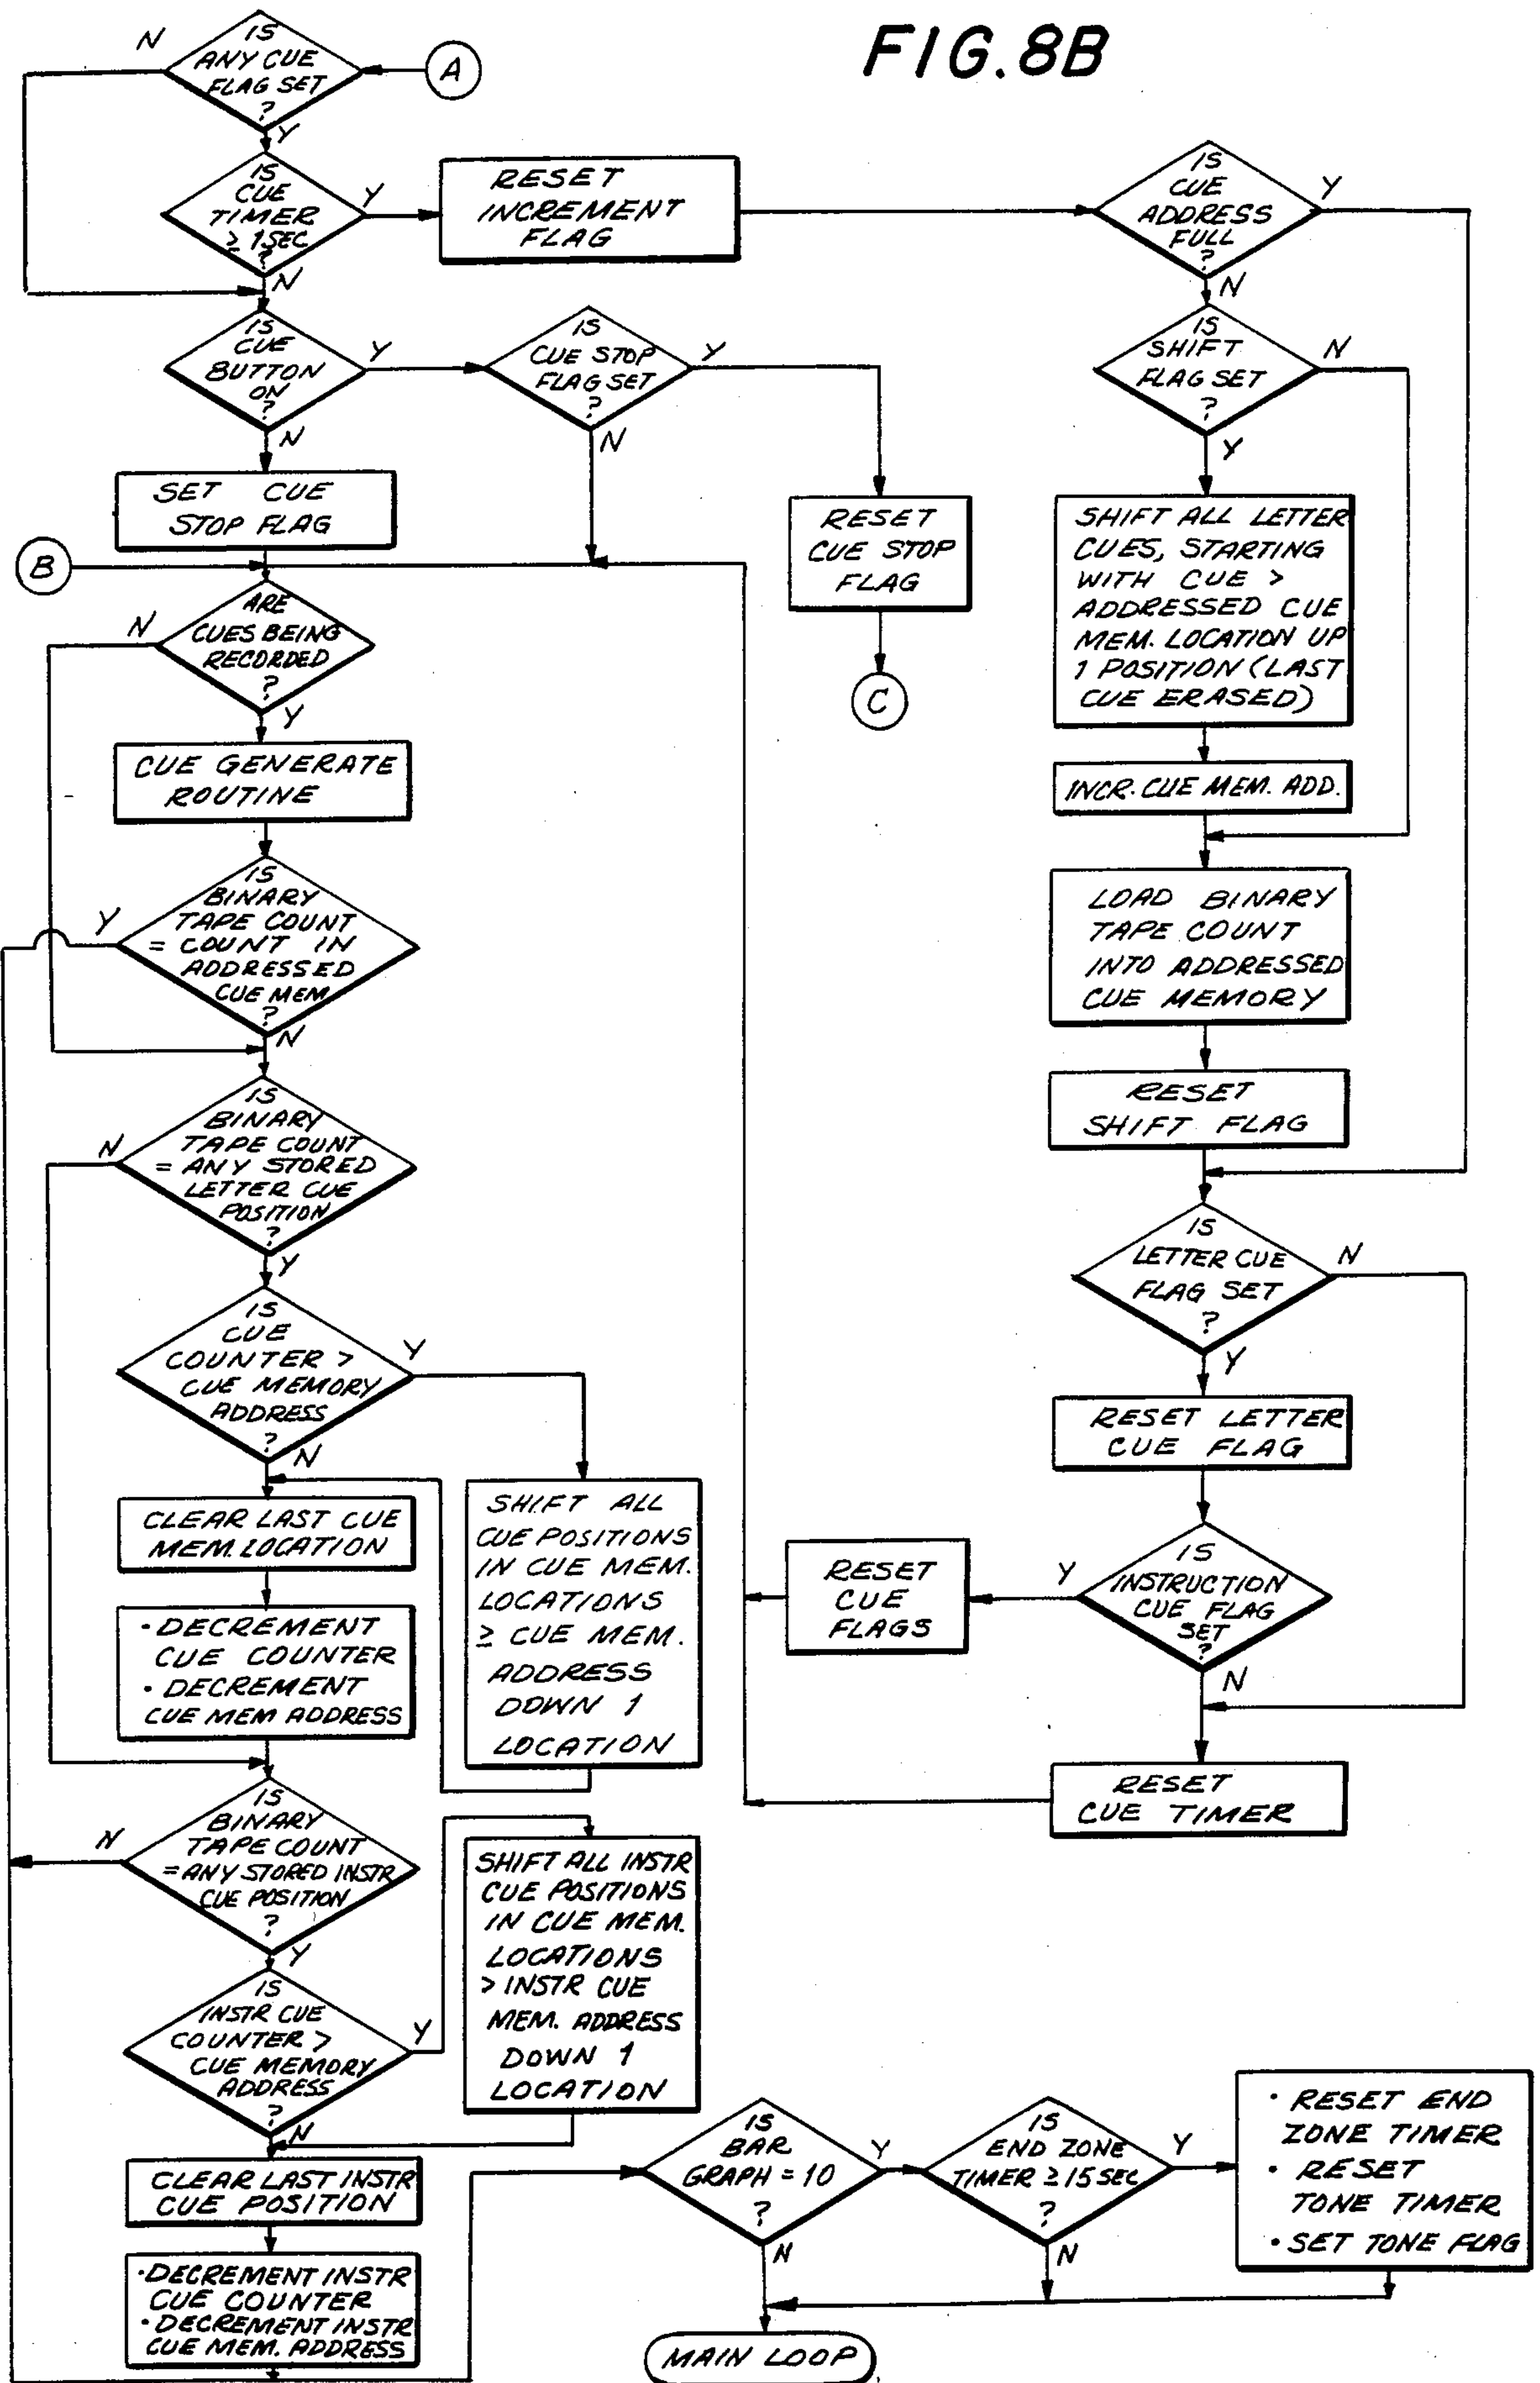 FIG. 8B
N
IS
ANY CUE
FLAG SET
?
A
Y
IS
CUE
TIMER
≥ 1SEC
?
Y
N
RESET
INCREMENT
FLAG
IS
CUE
ADDRESS
FULL
?
Y
N
IS
CUE
BUTTON
ON
?
Y
N
IS
CUE STOP
FLAG SET
?
Y
N
IS
SHIFT
FLAG SET
?
N
Y
SET CUE
STOP FLAG
RESET
CUE STOP
FLAG
C
SHIFT ALL LETTER
CUES, STARTING
WITH CUE >
ADDRESSED CUE
MEM. LOCATION UP
1 POSITION (LAST
CUE ERASED)
B
N
ARE
CUES BEING
RECORDED
?
Y
CUE GENERATE
ROUTINE
INCR. CUE MEM. ADD.
Y
IS
BINARY
TAPE COUNT
= COUNT IN
ADDRESSED
CUE MEM
?
N
LOAD BINARY
TAPE COUNT
INTO ADDRESSED
CUE MEMORY
RESET
SHIFT FLAG
N
IS
BINARY
TAPE COUNT
= ANY STORED
LETTER CUE
POSITION
?
Y
IS
LETTER CUE
FLAG SET
?
N
Y
IS
CUE
COUNTER >
CUE MEMORY
ADDRESS
?
Y
N
RESET LETTER
CUE FLAG
CLEAR LAST CUE
MEM. LOCATION
SHIFT ALL
CUE POSITIONS
IN CUE MEM.
LOCATIONS
≥ CUE MEM.
ADDRESS
DOWN 1
LOCATION
RESET
CUE
FLAGS
Y
IS
INSTRUCTION
CUE FLAG
SET
?
N
• DECREMENT
CUE COUNTER
• DECREMENT
CUE MEM ADDRESS
RESET
CUE TIMER
N
IS
BINARY
TAPE COUNT
= ANY STORED INSTR
CUE POSITION
?
Y
SHIFT ALL INSTR
CUE POSITIONS
IN CUE MEM.
LOCATIONS
> INSTR CUE
MEM. ADDRESS
DOWN 1
LOCATION
IS
INSTR CUE
COUNTER >
CUE MEMORY
ADDRESS
?
Y
N
CLEAR LAST INSTR
CUE POSITION
• DECREMENT INSTR
CUE COUNTER
• DECREMENT INSTR
CUE MEM. ADDRESS
IS
BAR
GRAPH = 10
?
Y
N
IS
END ZONE
TIMER ≥ 15 SEC
?
Y
N
• RESET END
ZONE TIMER
• RESET
TONE TIMER
• SET TONE FLAG
MAIN LOOP